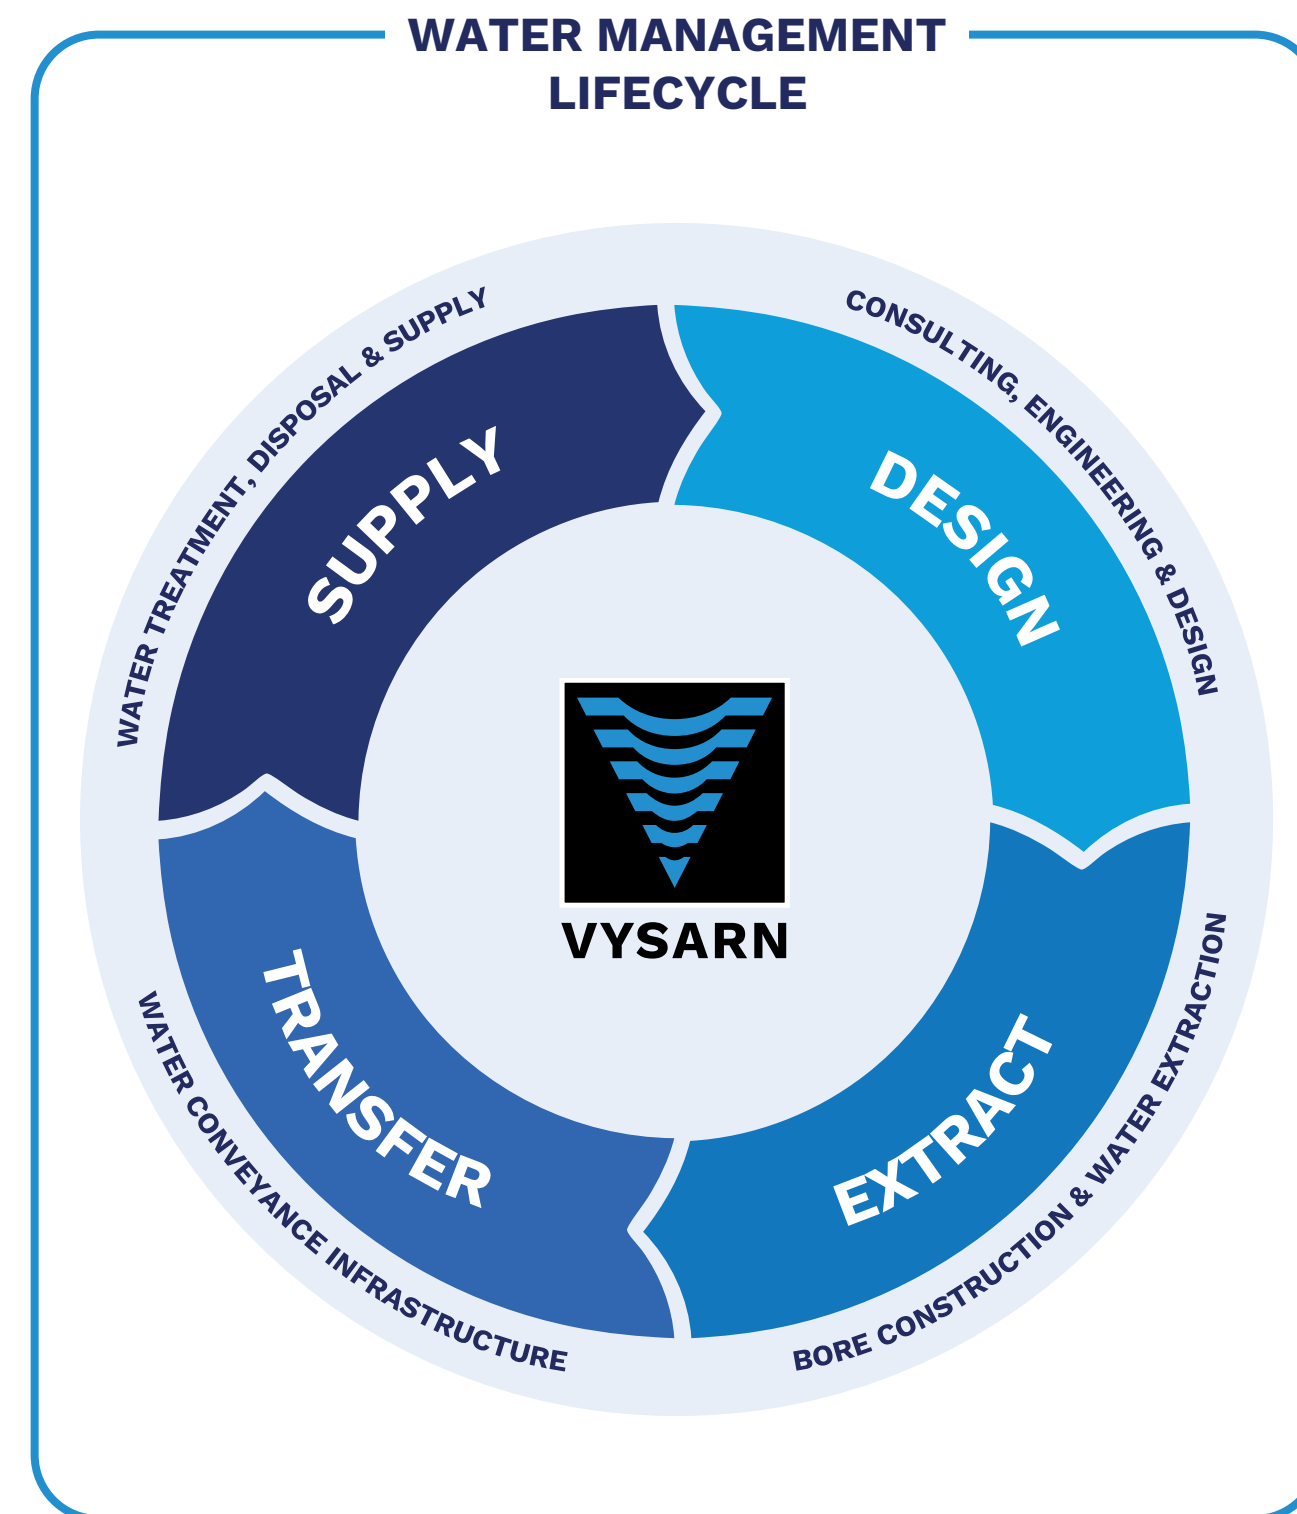 WATER MANAGEMENT
LIFECYCLE
CONSULTING, ENGINEERING & DESIGN
DESIGN
BORE CONSTRUCTION & WATER EXTRACTION
EXTRACT
WATER CONVEYANCE INFRASTRUCTURE
TRANSFER
WATER TREATMENT, DISPOSAL & SUPPLY
SUPPLY
VYSARN